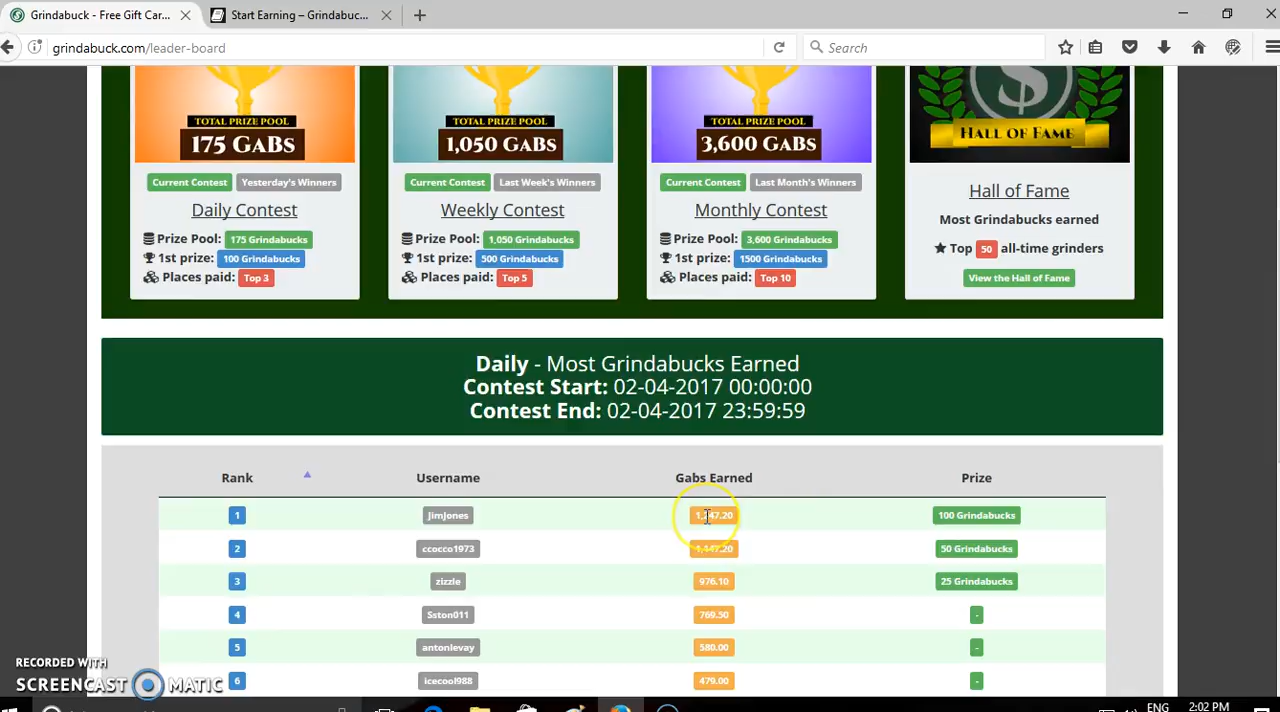 Grindabuck - Free Gift Car...
Start Earning – Grindabuc...
grindabuck.com/leader-board
Search
TOTAL PRIZE POOL
175 GABS
TOTAL PRIZE POOL
1,050 GABS
TOTAL PRIZE POOL
3,600 GABS
HALL OF FAME
Current Contest Yesterday's Winners
Current Contest Last Week's Winners
Current Contest Last Month's Winners
Daily Contest
Prize Pool: 175 Grindabucks
1st prize: 100 Grindabucks
Places paid: Top 3
Weekly Contest
Prize Pool: 1,050 Grindabucks
1st prize: 500 Grindabucks
Places paid: Top 5
Monthly Contest
Prize Pool: 3,600 Grindabucks
1st prize: 1500 Grindabucks
Places paid: Top 10
Hall of Fame
Most Grindabucks earned
Top 50 all-time grinders
View the Hall of Fame
Daily - Most Grindabucks Earned
Contest Start: 02-04-2017 00:00:00
Contest End: 02-04-2017 23:59:59
Rank Username Gabs Earned Prize
1 JimJones 100 Grindabucks
2 ccocco1973 50 Grindabucks
3 zizzle 976.10 25 Grindabucks
4 Sston011 769.50 -
5 antonlevay 580.00 -
6 icecool988 479.00 -
RECORDED WITH
SCREENCAST MATIC
ENG 2:02 PM